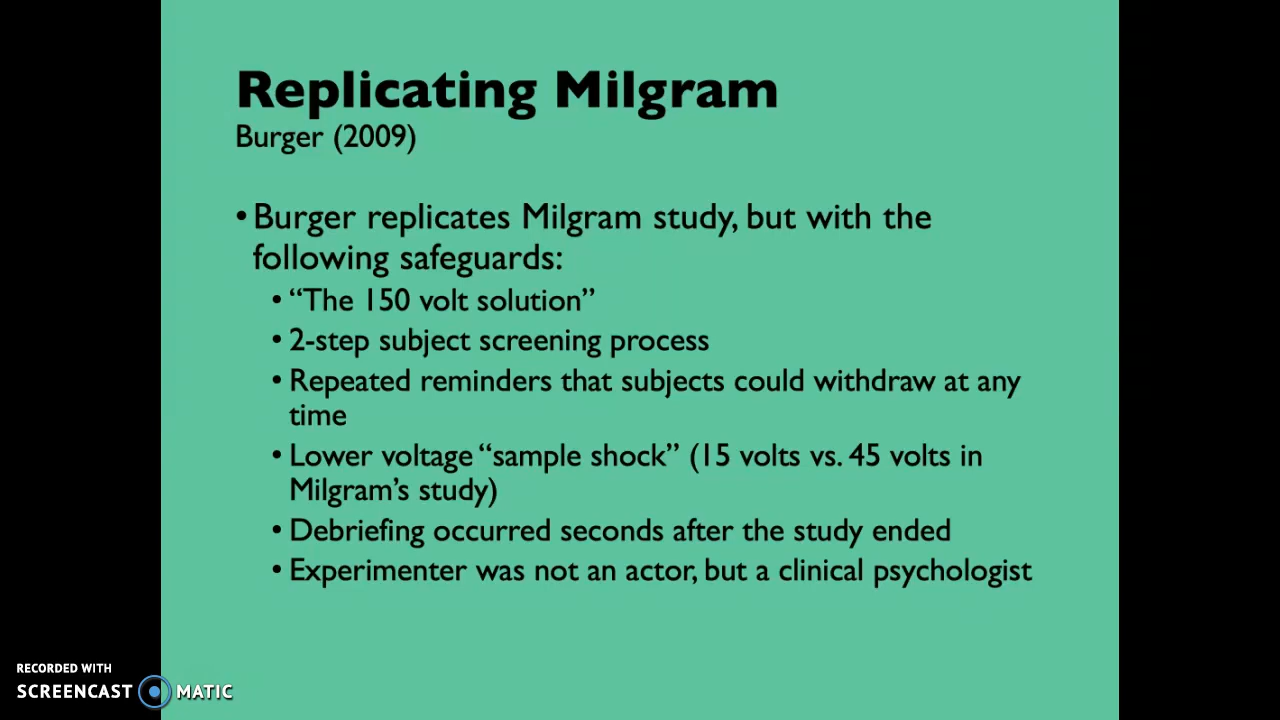 Replicating Milgram
Burger (2009)
• Burger replicates Milgram study, but with the
following safeguards:
• “The 150 volt solution”
• 2-step subject screening process
• Repeated reminders that subjects could withdraw at any
time
• Lower voltage “sample shock” (15 volts vs. 45 volts in
Milgram’s study)
• Debriefing occurred seconds after the study ended
• Experimenter was not an actor, but a clinical psychologist
RECORDED WITH
SCREENCAST MATIC